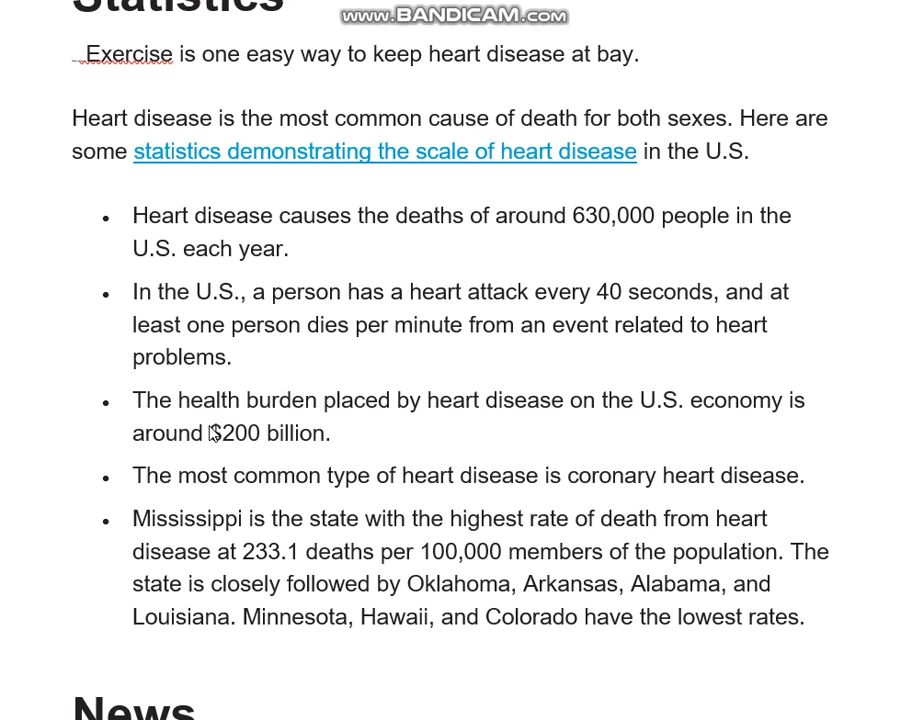 Statistics
www.BANDICAM.com
Exercise is one easy way to keep heart disease at bay.
Heart disease is the most common cause of death for both sexes. Here are
some statistics demonstrating the scale of heart disease in the U.S.
• Heart disease causes the deaths of around 630,000 people in the
U.S. each year.
• In the U.S., a person has a heart attack every 40 seconds, and at
least one person dies per minute from an event related to heart
problems.
• The health burden placed by heart disease on the U.S. economy is
around $200 billion.
• The most common type of heart disease is coronary heart disease.
• Mississippi is the state with the highest rate of death from heart
disease at 233.1 deaths per 100,000 members of the population. The
state is closely followed by Oklahoma, Arkansas, Alabama, and
Louisiana. Minnesota, Hawaii, and Colorado have the lowest rates.
News